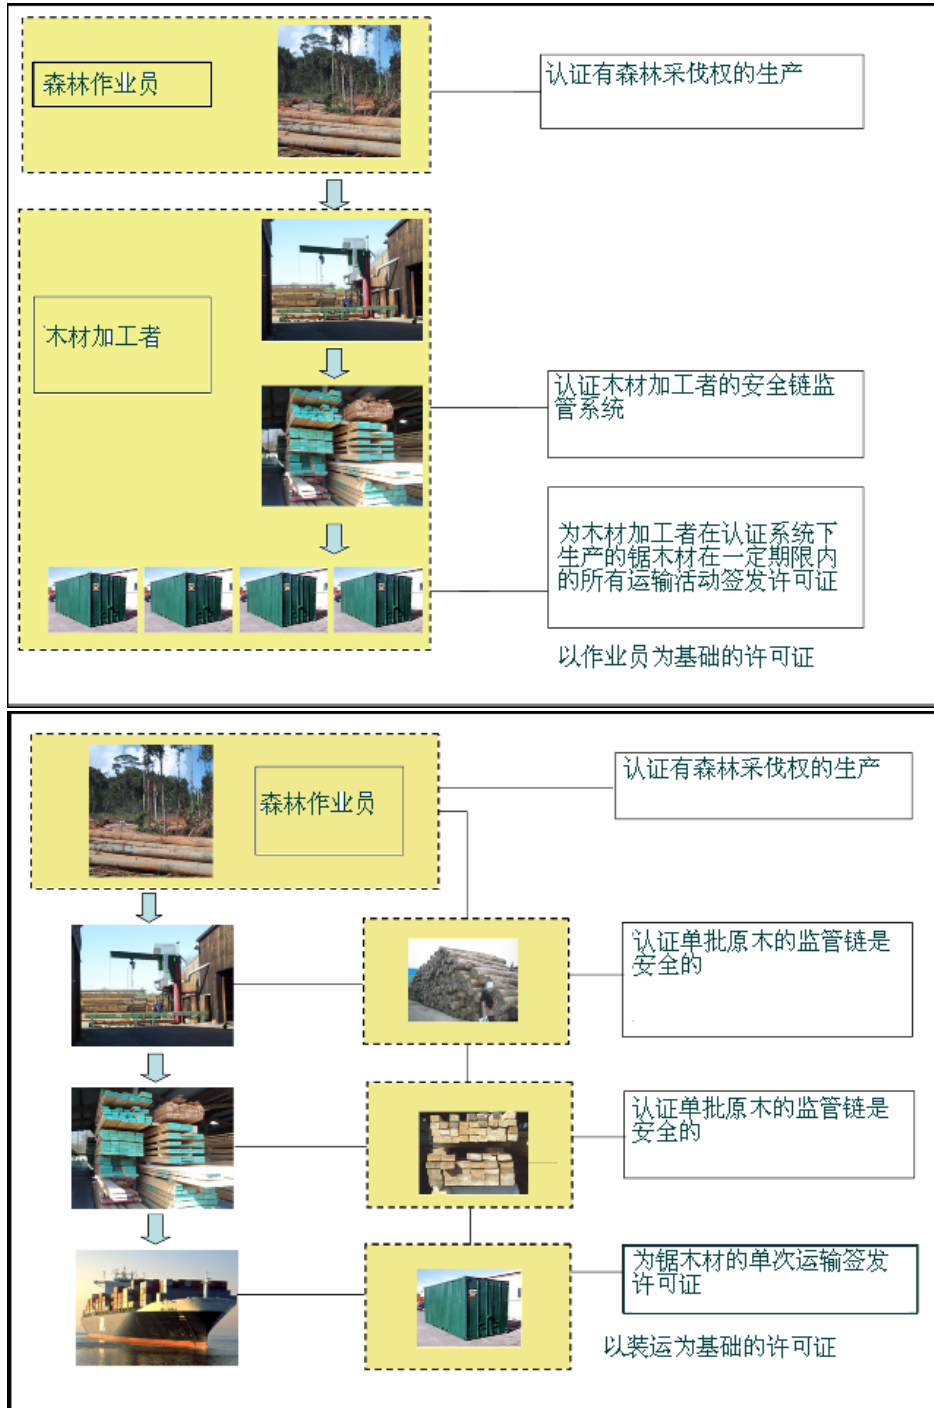 森林作业员
认证有森林采伐权的生产
木材加工者
认证木材加工者的安全链监
管系统
为木材加工者在认证系统下
生产的锯木材在一定期限内
的所有运输活动签发许可证
以作业员为基础的许可证
森林作业员
认证有森林采伐权的生产
认证单批原木的监管链是
安全的
认证单批原木的监管链是
安全的
为锯木材的单次运输签发
许可证
以装运为基础的许可证